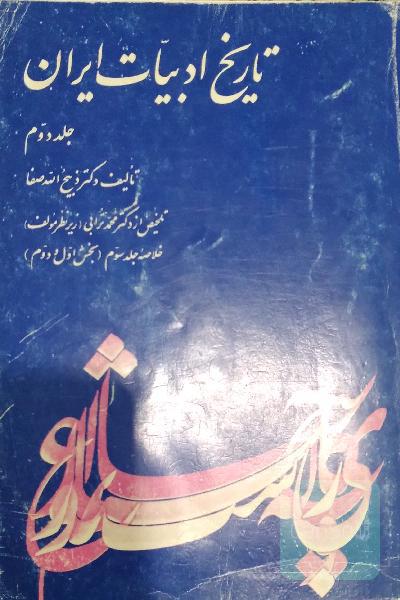 تاریخ ادبیات ایران
جلد دوم
تألیف دکتر ذبیح الله صفا
تلخیص از دکتر محمد ترابی (زیر نظر مولف)
خلاصه جلد سوم (بخش اول و دوم)